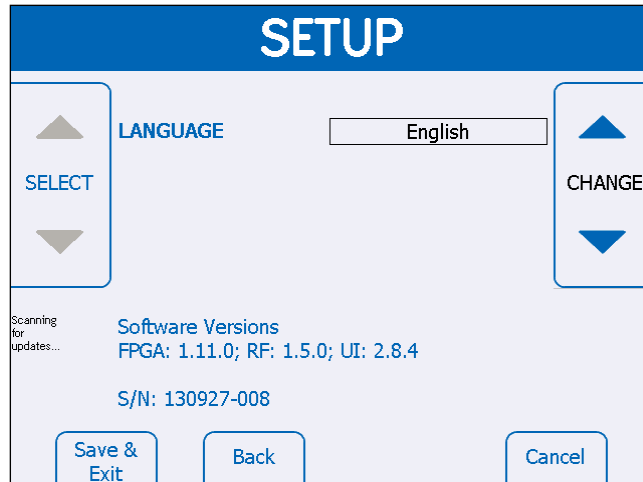 SETUP
LANGUAGE
English
SELECT
CHANGE
Scanning
for
updates...
Software Versions
FPGA: 1.11.0; RF: 1.5.0; UI: 2.8.4
S/N: 130927-008
Save &
Exit
Back
Cancel